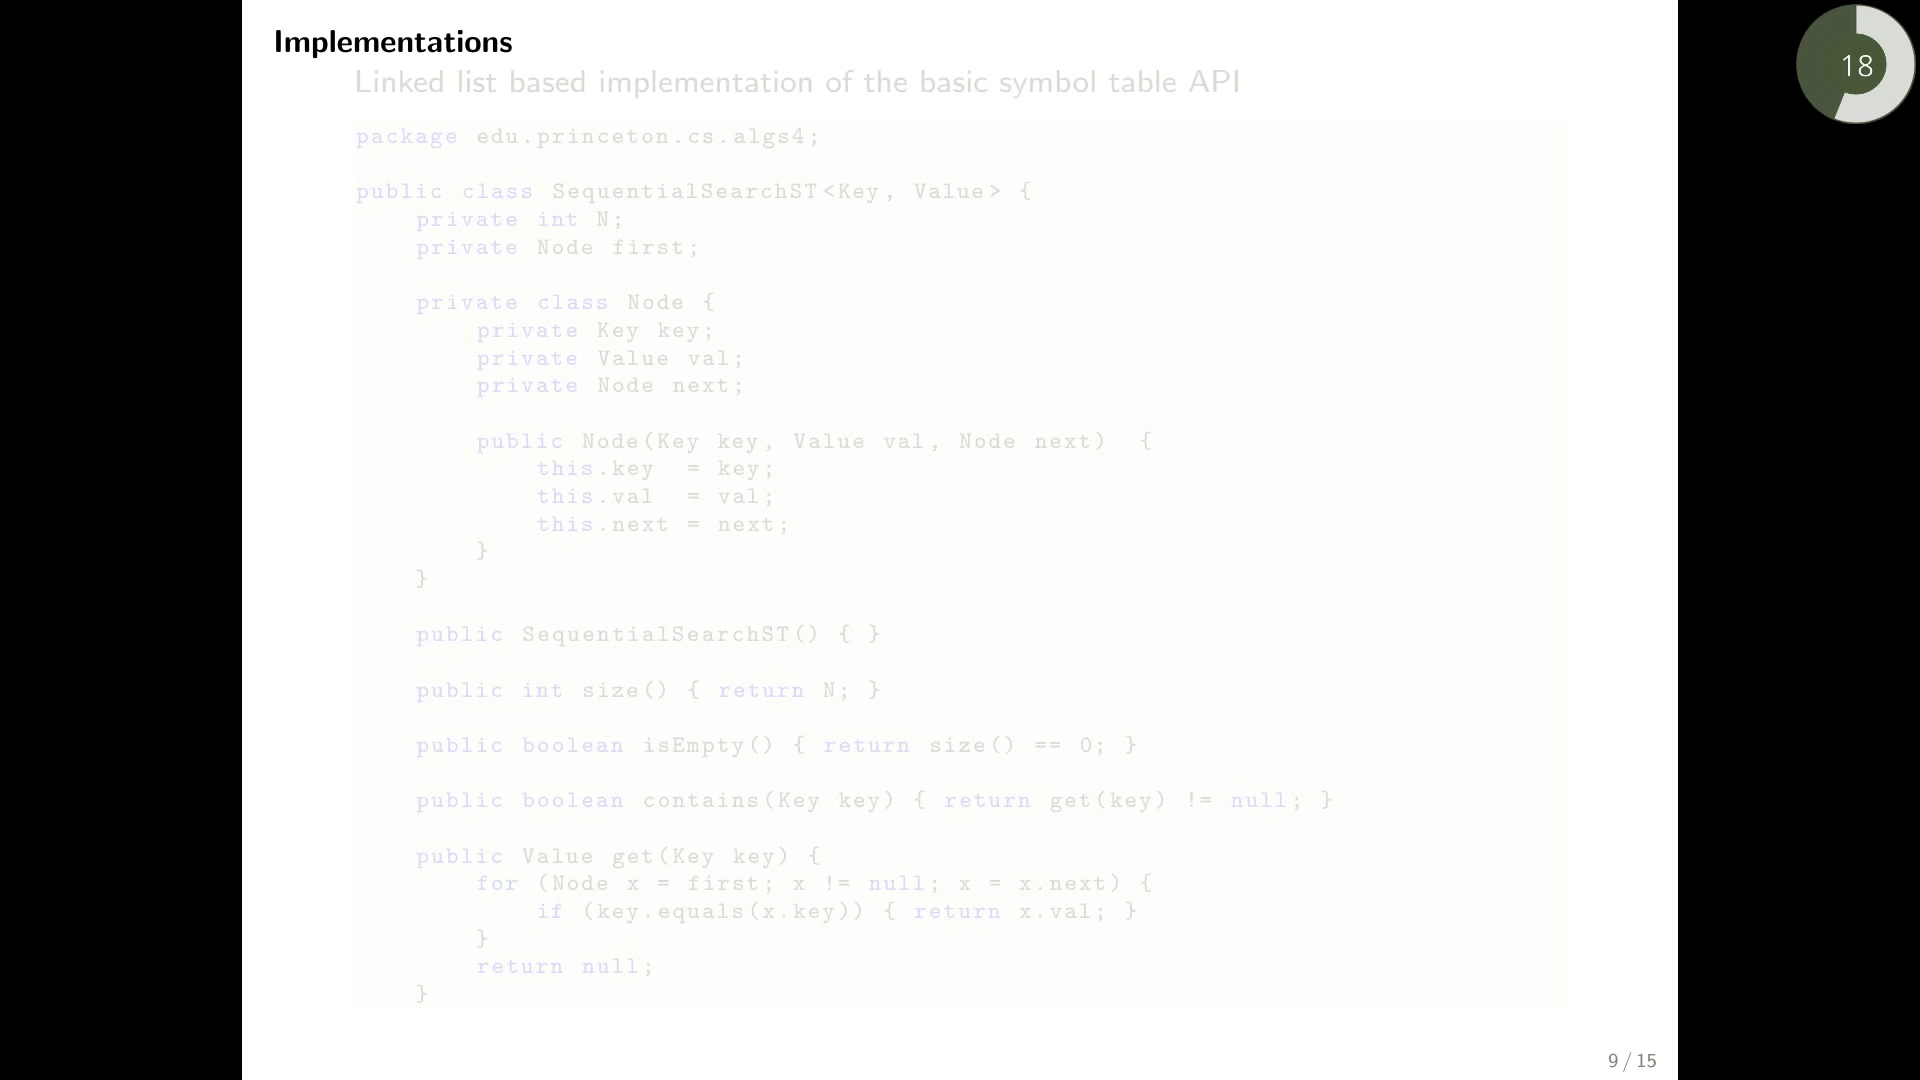 Implementations
18
Linked list based implementation of the basic symbol table API
package edu.princeton.cs.algs4;
public class SequentialSearchST<Key, Value> {
private int N;
private Node first;
private class Node {
private Key key;
private Value val;
private Node next;
public Node(Key key, Value val, Node next)  {
this.key  = key;
this.val  = val;
this.next = next;
}
}
public SequentialSearchST() { }
public int size() { return N; }
public boolean isEmpty() { return size() == 0; }
public boolean contains(Key key) { return get(key) != null; }
public Value get(Key key) {
for (Node x = first; x != null; x = x.next) {
if (key.equals(x.key)) { return x.val; }
}
return null;
}
9 / 15